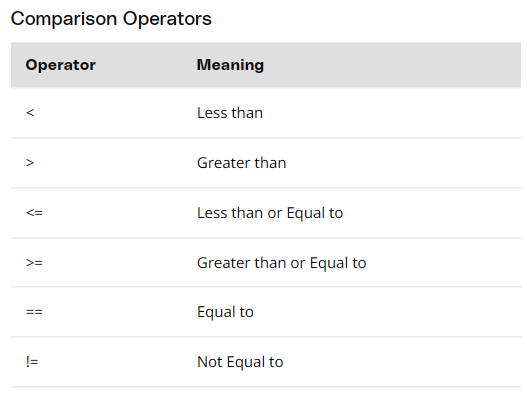 Comparison Operators
Operator Meaning
< Less than
> Greater than
<= Less than or Equal to
>= Greater than or Equal to
== Equal to
!= Not Equal to